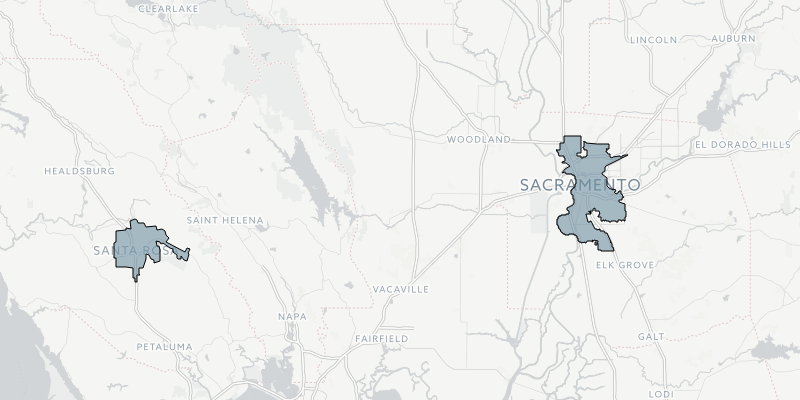 CLEARLAKE
LINCOLN
AUBURN
WOODLAND
EL DORADO HILLS
HEALDSBURG
SACRAMENTO
SAINT HELENA
SANTA ROSA
ELK GROVE
VACAVILLE
NAPA
FAIRFIELD
GALT
PETALUMA
LODI